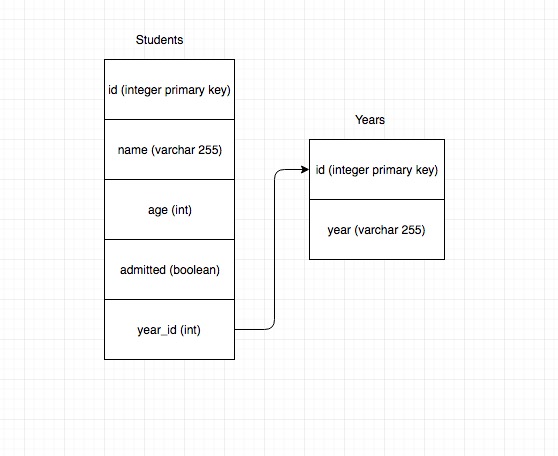 Students
id (integer primary key)
name (varchar 255)
age (int)
admitted (boolean)
year_id (int)
Years
id (integer primary key)
year (varchar 255)